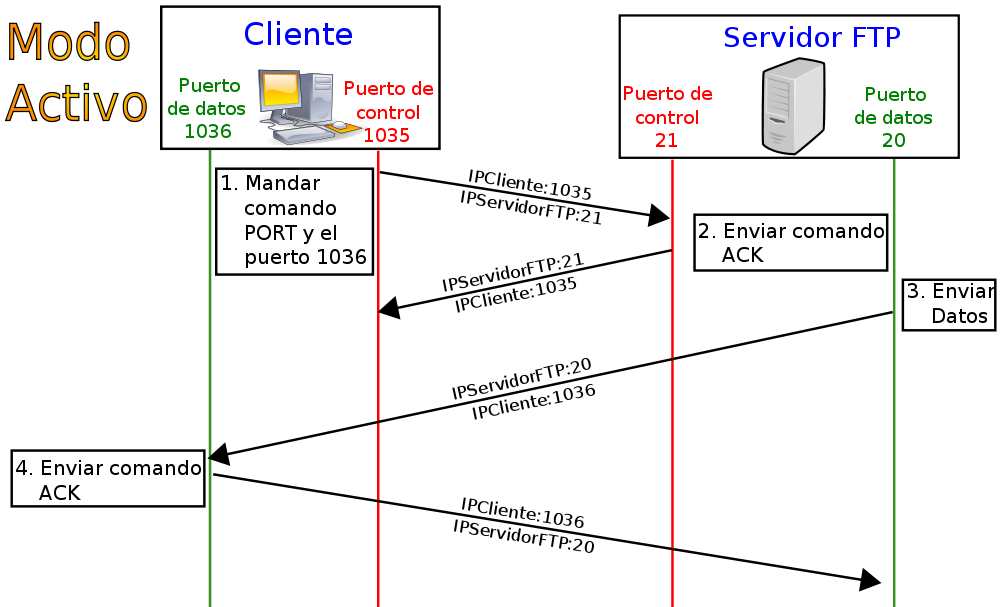 Modo
Activo
Cliente
Puerto
de datos
1036
Puerto de
control
1035
Servidor FTP
Puerto de
control
21
Puerto
de datos
20
1. Mandar
comando
PORT y el
puerto 1036
IPCliente:1035
IPServidorFTP:21
2. Enviar comando
ACK
IPServidorFTP:21
IPCliente:1035
3. Enviar
Datos
IPServidorFTP:20
IPCliente:1036
4. Enviar comando
ACK
IPCliente:1036
IPServidorFTP:20